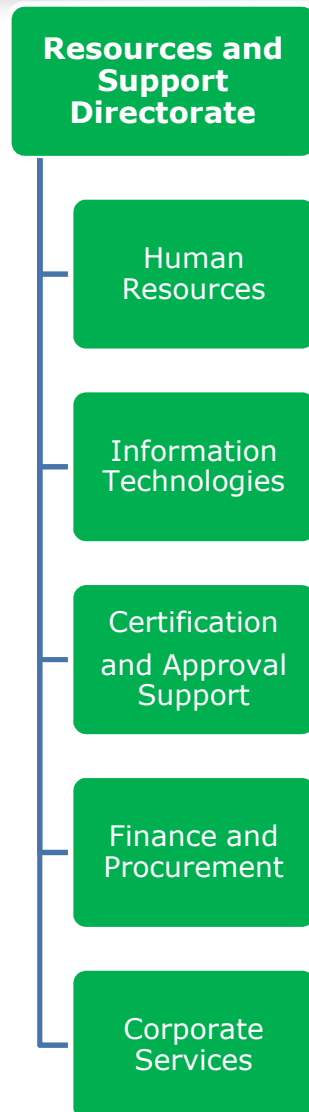 Resources and
Support
Directorate
Human
Resources
Information
Technologies
Certification
and Approval
Support
Finance and
Procurement
Corporate
Services